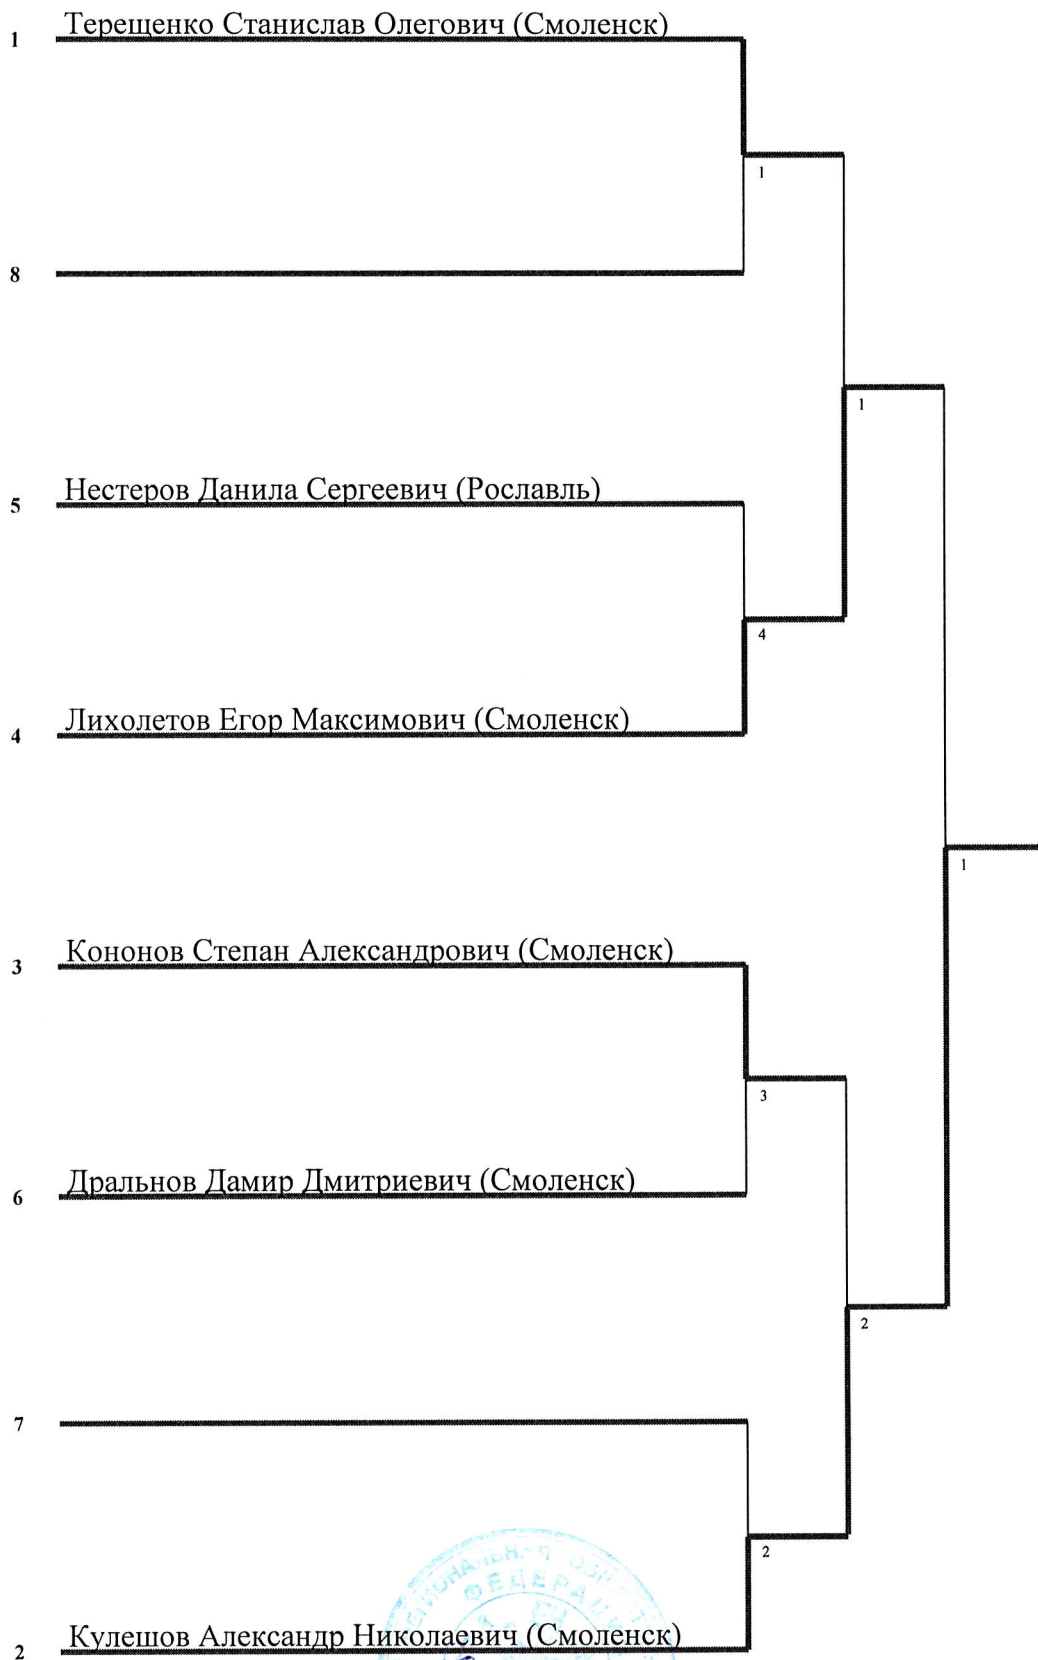 Терещенко Станислав Олегович (Смоленск)
1
1
8
1
Нестеров Данила Сергеевич (Рославль)
5
4
Лихолетов Егор Максимович (Смоленск)
4
1
Кононов Степан Александрович (Смоленск)
3
3
Дральнов Дамир Дмитриевич (Смоленск)
6
2
7
2
ФЕДЕРАЦИ
Кулешов Александр Николаевич (Смоленск)
2